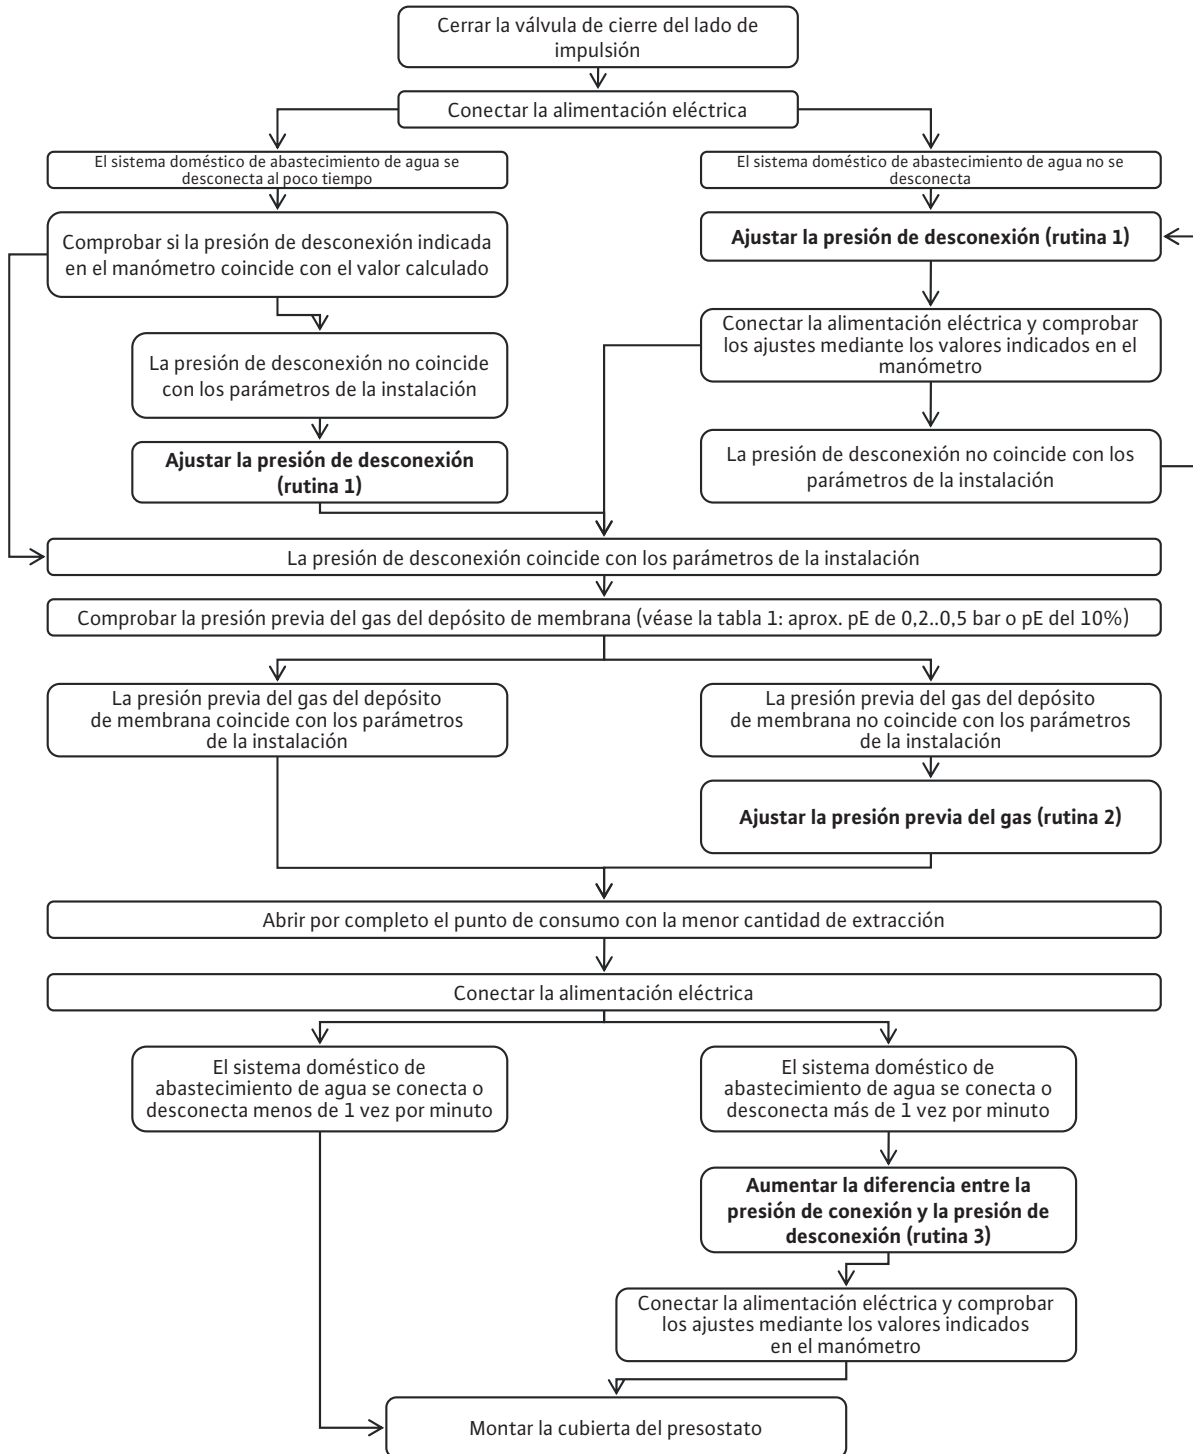 Cerrar la válvula de cierre del lado de
impulsión
Conectar la alimentación eléctrica
El sistema doméstico de abastecimiento de agua se
desconecta al poco tiempo
El sistema doméstico de abastecimiento de agua no se
desconecta
Comprobar si la presión de desconexión indicada
en el manómetro coincide con el valor calculado
Ajustar la presión de desconexión (rutina 1)
La presión de desconexión no coincide
con los parámetros de la instalación
Conectar la alimentación eléctrica y comprobar
los ajustes mediante los valores indicados en el
manómetro
Ajustar la presión de desconexión
(rutina 1)
La presión de desconexión no coincide con los
parámetros de la instalación
La presión de desconexión coincide con los parámetros de la instalación
Comprobar la presión previa del gas del depósito de membrana (véase la tabla 1: aprox. pE de 0,2..0,5 bar o pE del 10%)
La presión previa del gas del depósito
de membrana coincide con los parámetros
de la instalación
La presión previa del gas del depósito
de membrana no coincide con los parámetros
de la instalación
Ajustar la presión previa del gas (rutina 2)
Abrir por completo el punto de consumo con la menor cantidad de extracción
Conectar la alimentación eléctrica
El sistema doméstico de
abastecimiento de agua se conecta o
desconecta menos de 1 vez por minuto
El sistema doméstico de
abastecimiento de agua se conecta o
desconecta más de 1 vez por minuto
Aumentar la diferencia entre la
presión de conexión y la presión de
desconexión (rutina 3)
Conectar la alimentación eléctrica y comprobar
los ajustes mediante los valores indicados
en el manómetro
Montar la cubierta del presostato